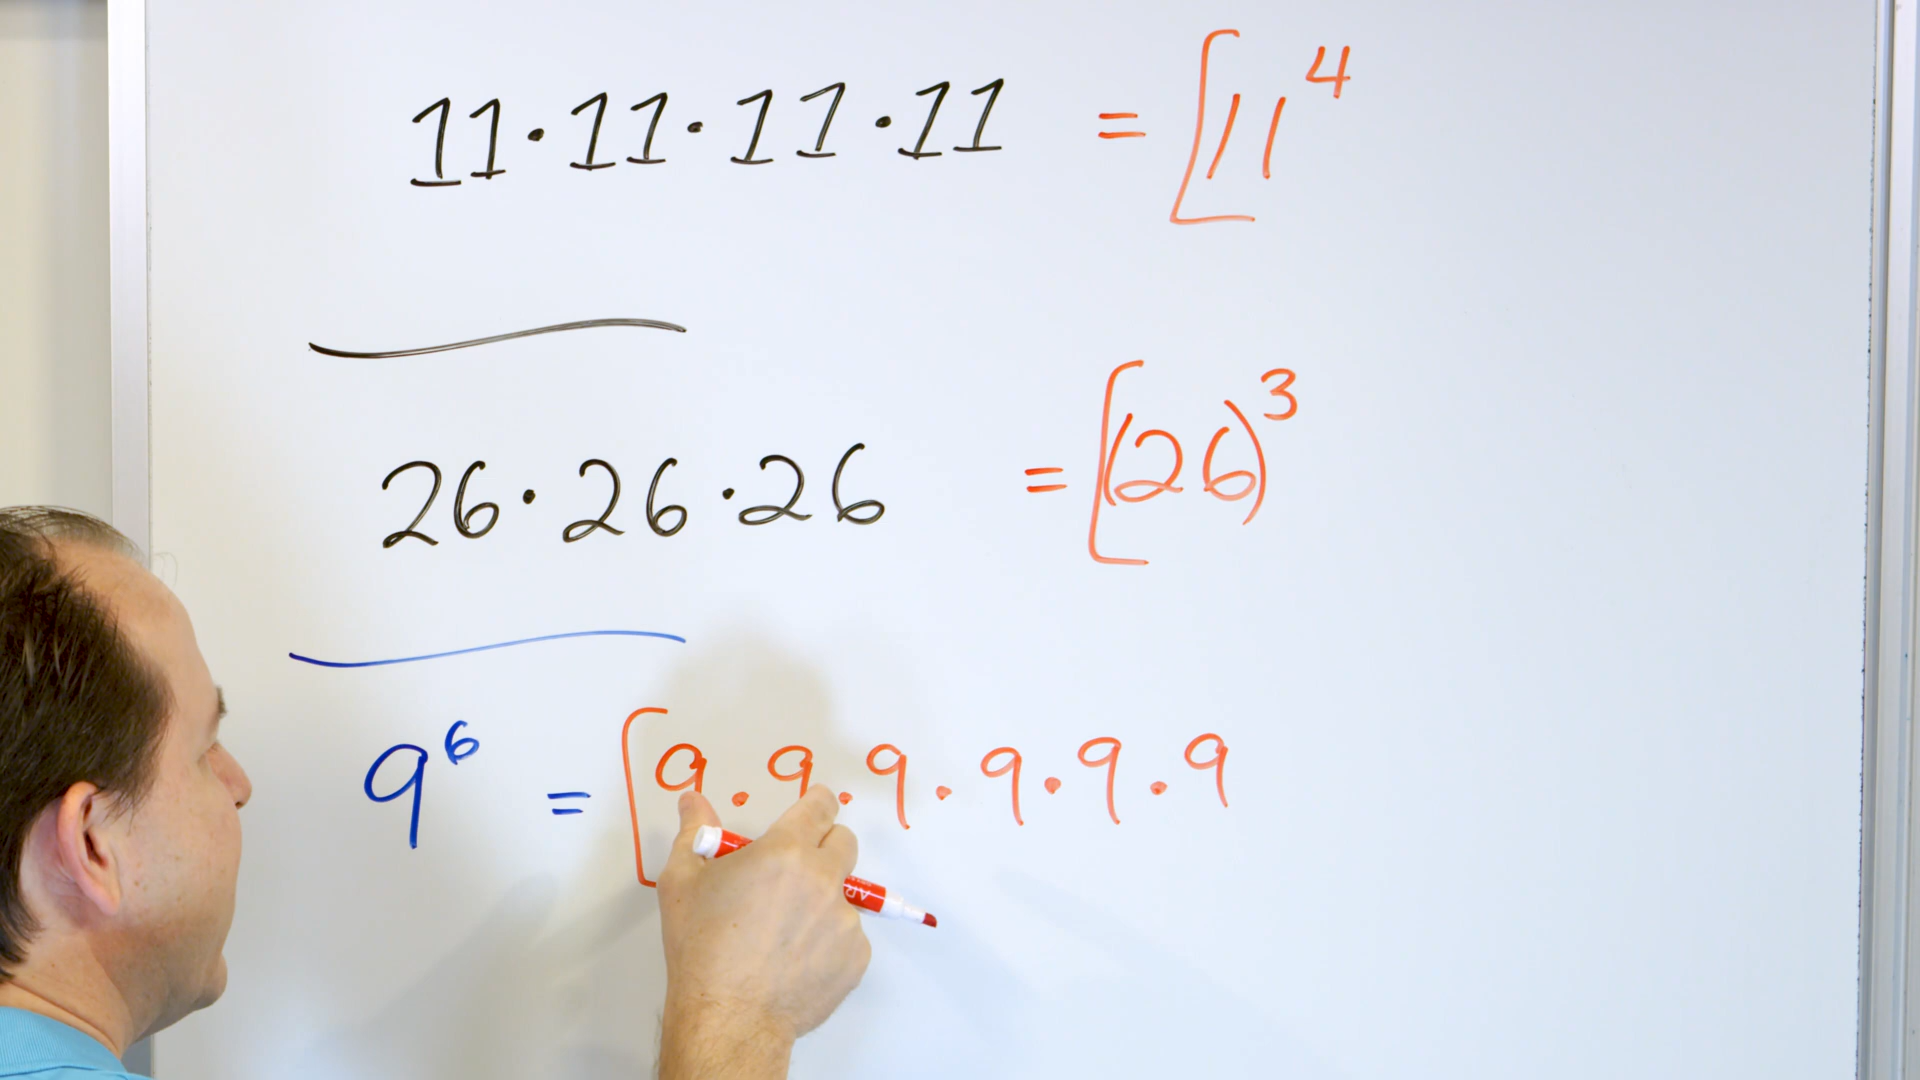 11·11·11·11 = [11⁴
26·26·26 = [(26)³
9⁶ = [9·9·9·9·9·9